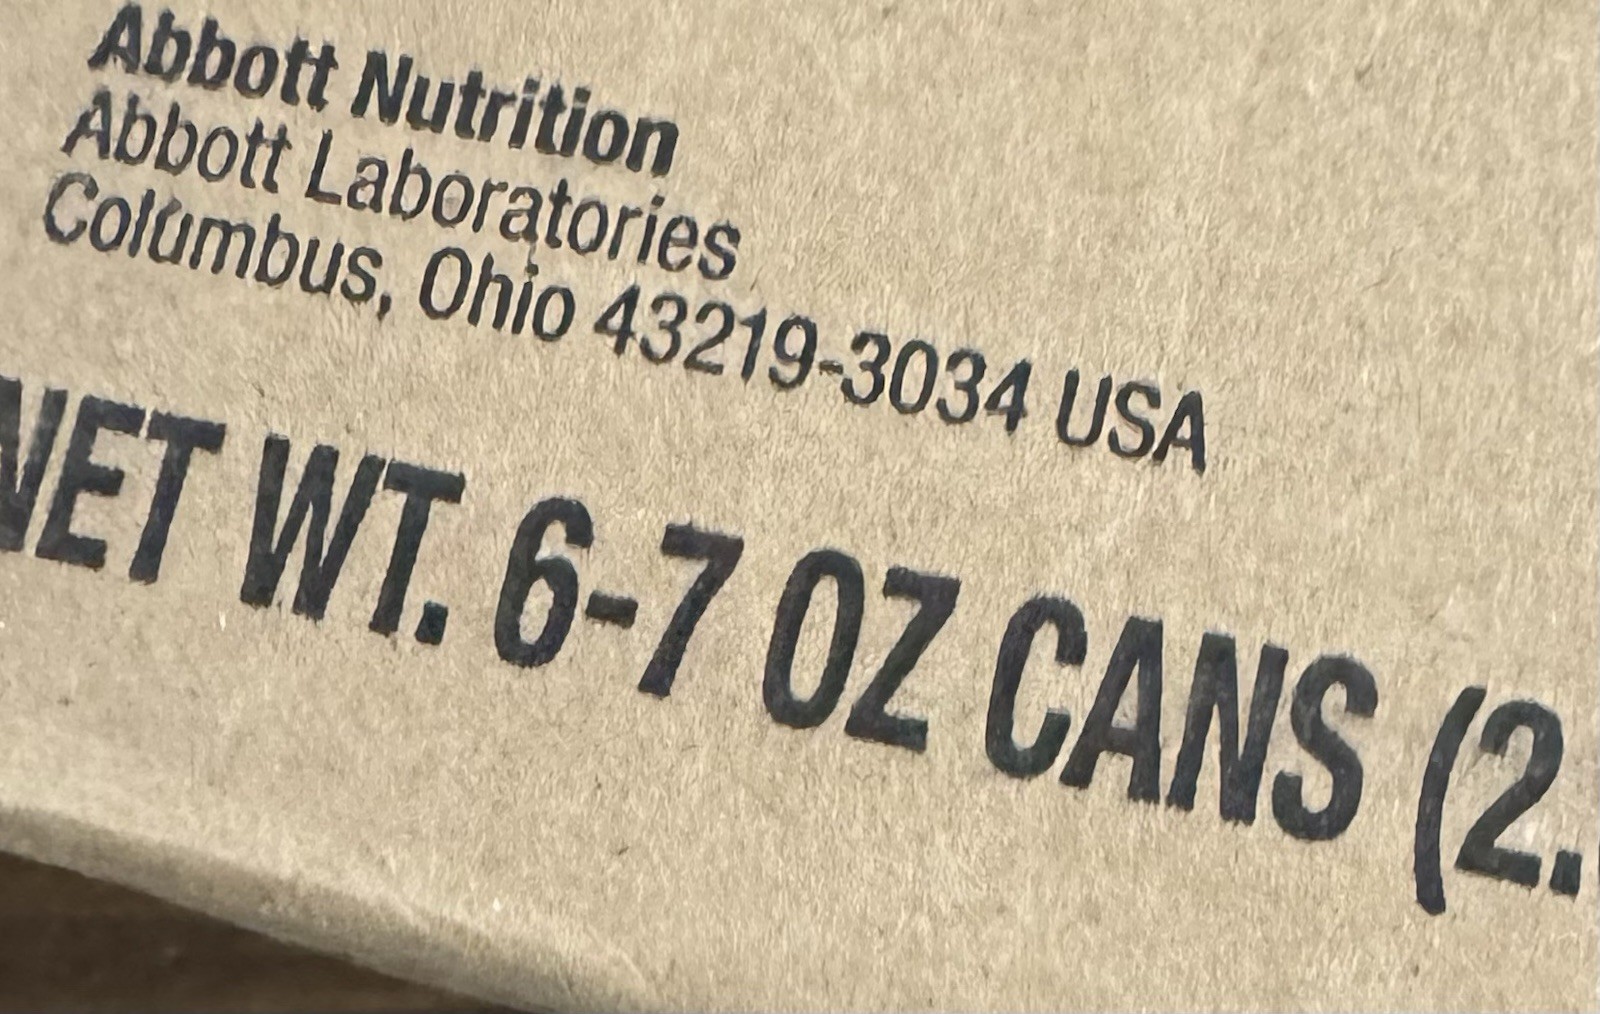 Abbott Nutrition
Abbott Laboratories
Columbus, Ohio 43219-3034 USA
NET WT. 6-7 OZ CANS (2.